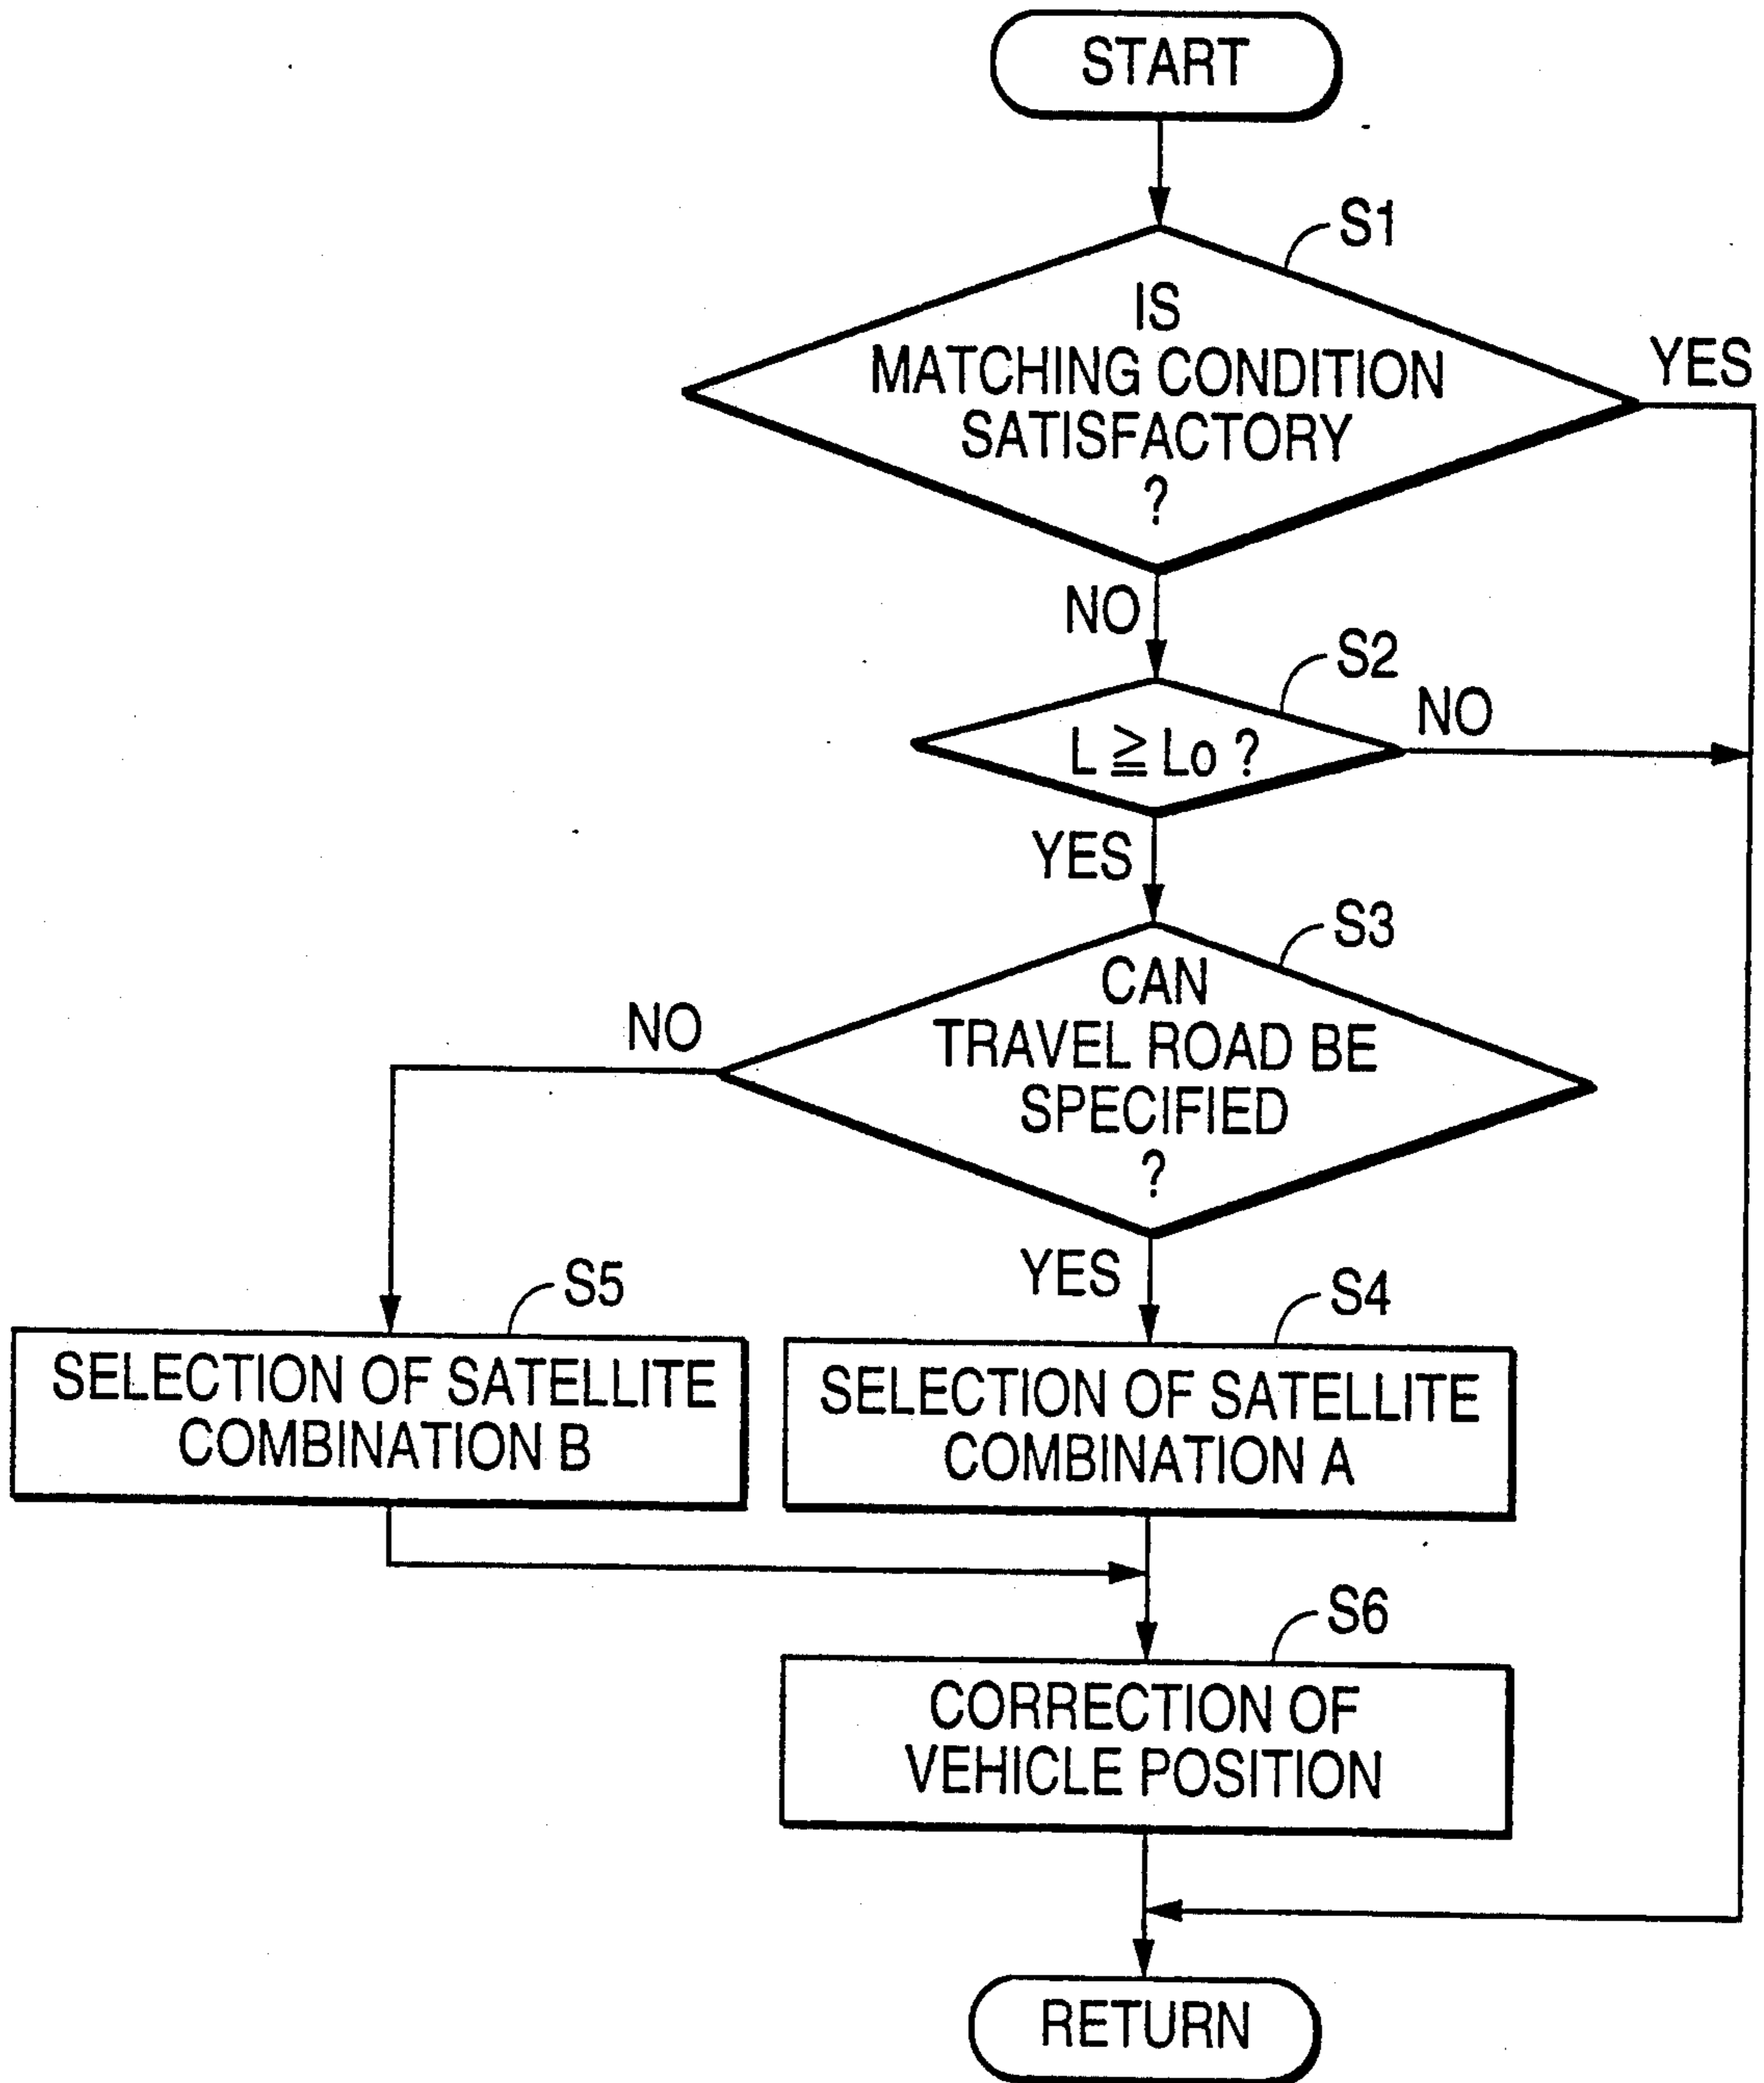 START
S1
IS
MATCHING CONDITION
SATISFACTORY
?
YES
NO
S2
L ≧ Lo ?
NO
YES
S3
CAN
TRAVEL ROAD BE
SPECIFIED
?
NO
YES
S5
SELECTION OF SATELLITE
COMBINATION B
S4
SELECTION OF SATELLITE
COMBINATION A
S6
CORRECTION OF
VEHICLE POSITION
RETURN